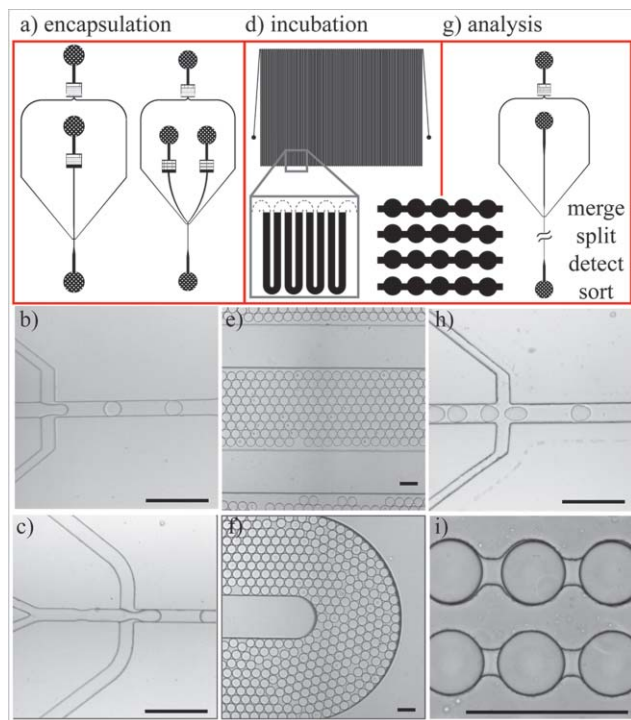 a) encapsulation
d) incubation
g) analysis
merge
split
detect
sort
b)
e)
h)
c)
f)
i)